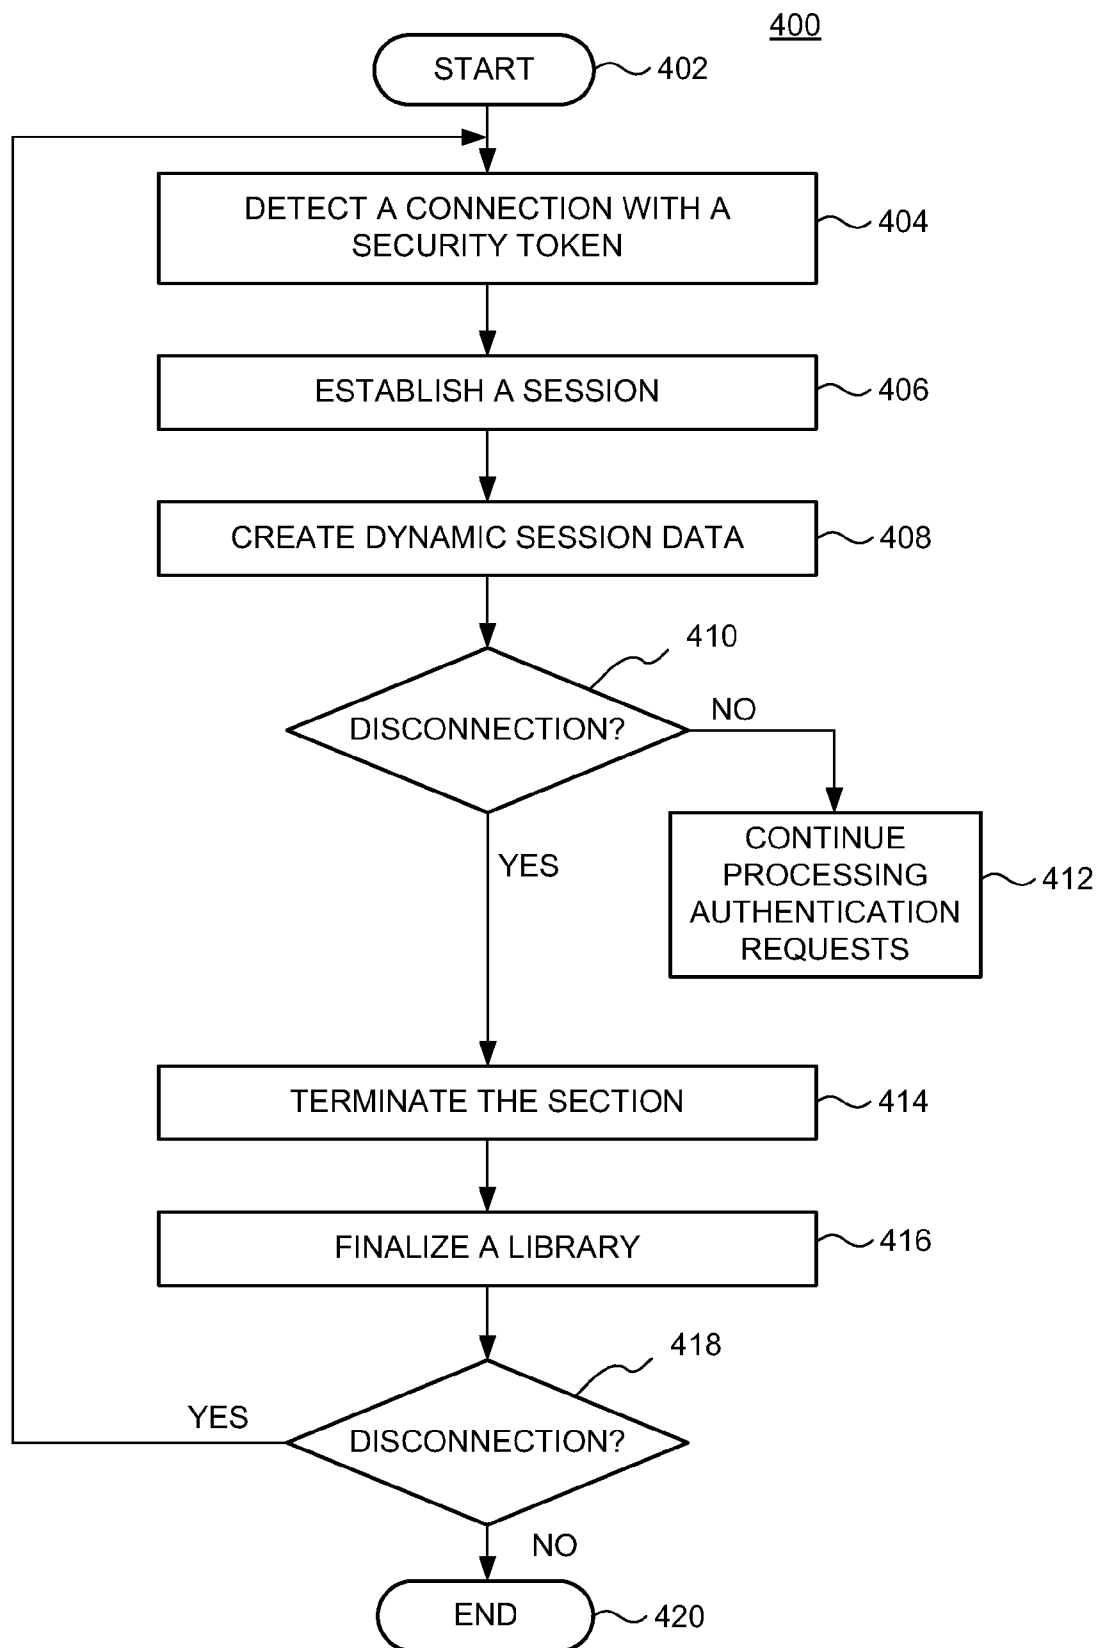 400
START
402
DETECT A CONNECTION WITH A
SECURITY TOKEN
404
ESTABLISH A SESSION
406
CREATE DYNAMIC SESSION DATA
408
410
DISCONNECTION?
NO
YES
CONTINUE
PROCESSING
AUTHENTICATION
REQUESTS
412
TERMINATE THE SECTION
414
FINALIZE A LIBRARY
416
418
YES
DISCONNECTION?
NO
END
420